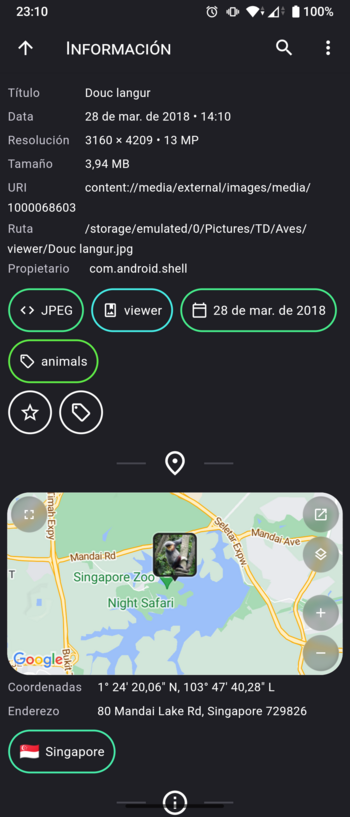 23:10
100%
INFORMACIÓN
Título Douc langur
Data 28 de mar. de 2018 • 14:10
Resolución 3160 × 4209 • 13 MP
Tamaño 3,94 MB
URI content://media/external/images/media/
1000068603
Ruta /storage/emulated/0/Pictures/TD/Aves/
viewer/Douc langur.jpg
Propietario com.android.shell
JPEG
viewer
28 de mar. de 2018
animals
imah Expy
Seletar Expy
Mandai Ave
Mandai Rd
T
Singapore Zoo
Night Safari
Google
Bukit
Coordenadas 1° 24' 20,06" N, 103° 47' 40,28" L
Enderezo 80 Mandai Lake Rd, Singapore 729826
Singapore